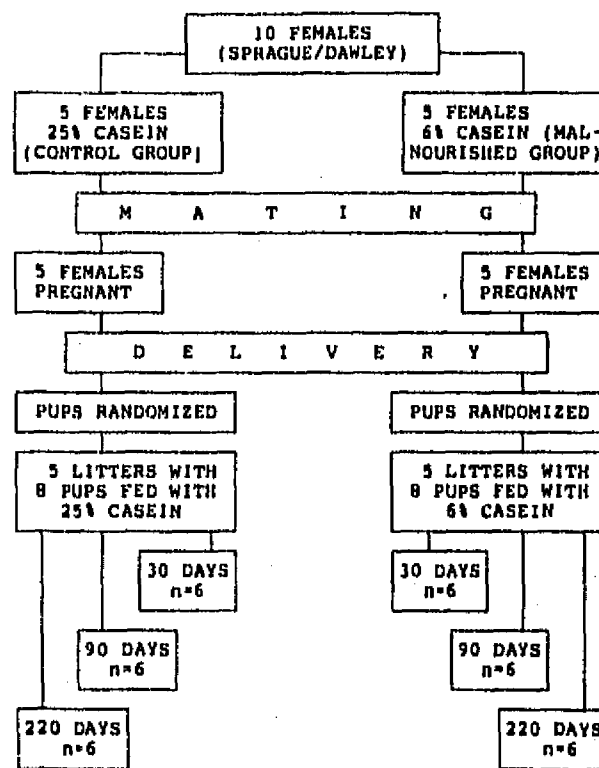 10 FEMALES
(SPRAGUE/DAWLEY)
5 FEMALES
25% CASEIN
(CONTROL GROUP)
5 FEMALES
6% CASEIN (MAL-
NOURISHED GROUP)
M A T I N G
5 FEMALES
PREGNANT
5 FEMALES
PREGNANT
D E L I V E R Y
PUPS RANDOMIZED
PUPS RANDOMIZED
5 LITTERS WITH
8 PUPS FED WITH
25% CASEIN
5 LITTERS WITH
8 PUPS FED WITH
6% CASEIN
30 DAYS
n=6
30 DAYS
n=6
90 DAYS
n=6
90 DAYS
n=6
220 DAYS
n=6
220 DAYS
n=6